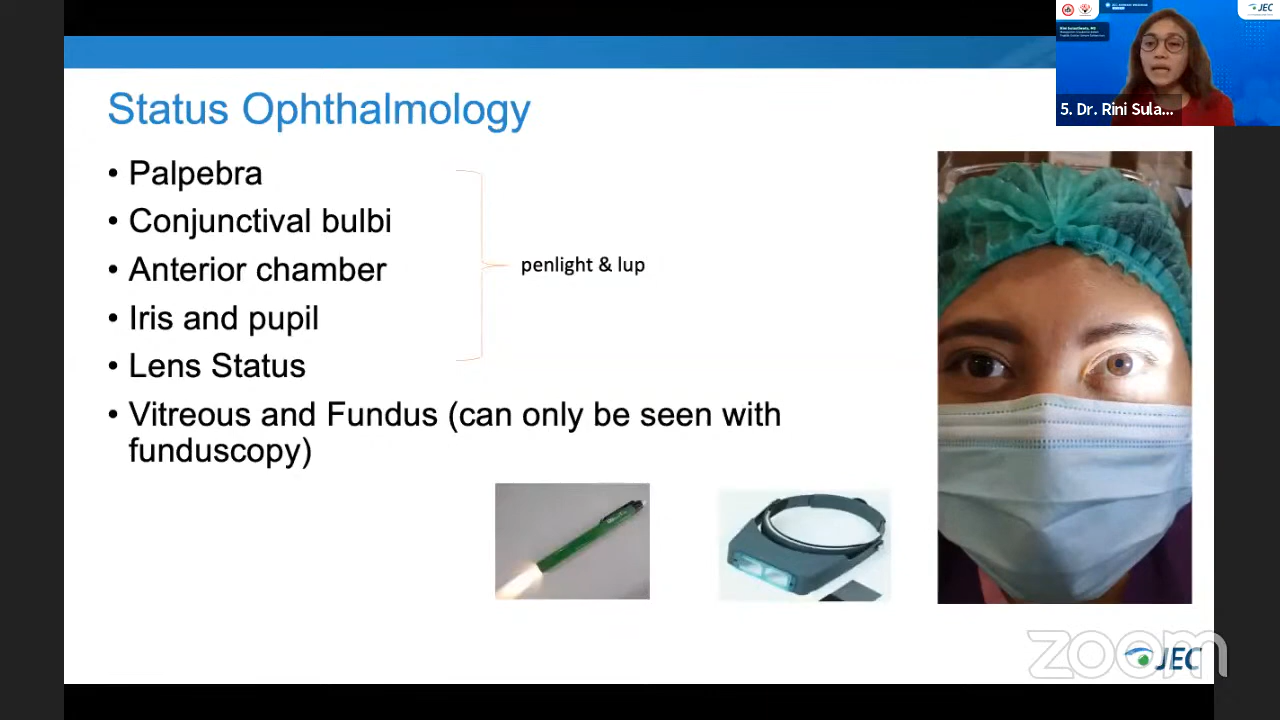 Status Ophthalmology
• Palpebra
• Conjunctival bulbi
• Anterior chamber
• Iris and pupil
• Lens Status
• Vitreous and Fundus (can only be seen with
funduscopy)
penlight & lup
JEC
5. Dr. Rini Sula...
zoom
JEC